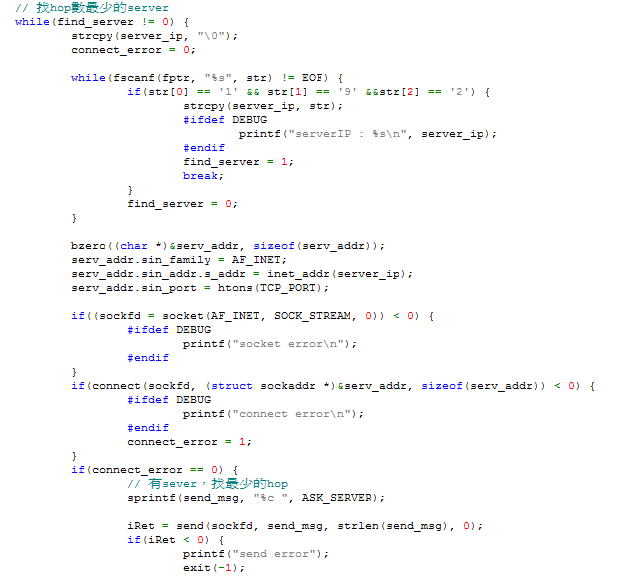 // 找hop數最少的server
while(find_server != 0) {
strcpy(server_ip, "\0");
connect_error = 0;
while(fscanf(fptr, "%s", str) != EOF) {
if(str[0] == '1' && str[1] == '9' &&str[2] == '2') {
strcpy(server_ip, str);
#ifdef DEBUG
printf("serverIP : %s\n", server_ip);
#endif
find_server = 1;
break;
}
find_server = 0;
}
bzero((char *)&serv_addr, sizeof(serv_addr));
serv_addr.sin_family = AF_INET;
serv_addr.sin_addr.s_addr = inet_addr(server_ip);
serv_addr.sin_port = htons(TCP_PORT);
if((sockfd = socket(AF_INET, SOCK_STREAM, 0)) < 0) {
#ifdef DEBUG
printf("socket error\n");
#endif
}
if(connect(sockfd, (struct sockaddr *)&serv_addr, sizeof(serv_addr)) < 0) {
#ifdef DEBUG
printf("connect error\n");
#endif
connect_error = 1;
}
if(connect_error == 0) {
// 有sever，找最少的hop
sprintf(send_msg, "%c ", ASK_SERVER);
iRet = send(sockfd, send_msg, strlen(send_msg), 0);
if(iRet < 0) {
printf("send error");
exit(-1);